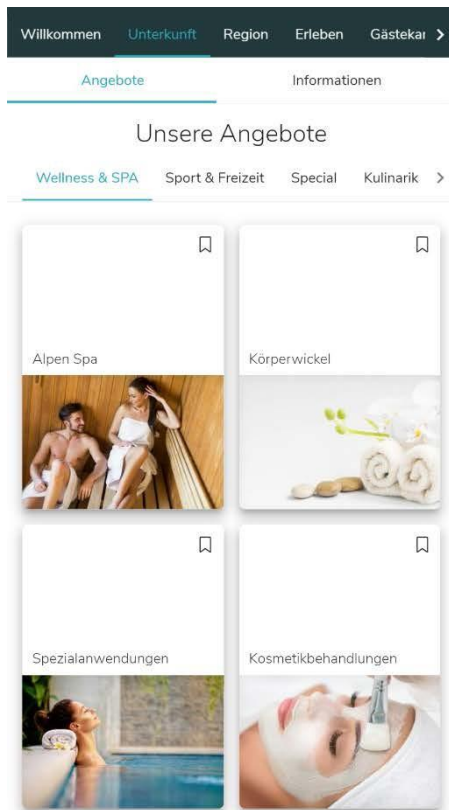 Willkommen Unterkunft Region Erleben Gästekar
Angebote Informationen
Unsere Angebote
Wellness & SPA Sport & Freizeit Special Kulinarik
Alpen Spa Körperwickel
Spezialanwendungen Kosmetikbehandlungen